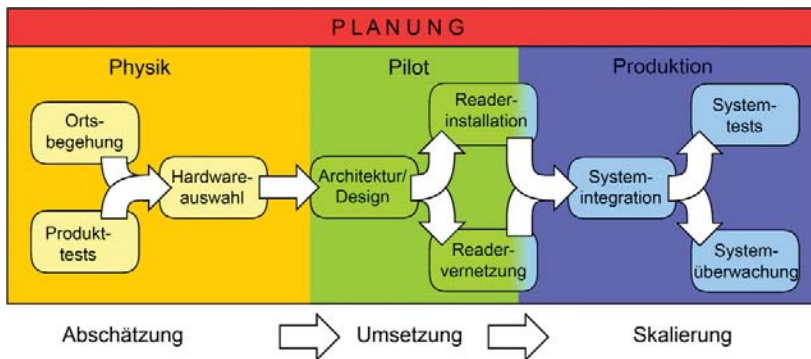 PLANUNG
Physik
Pilot
Produktion
Orts-
begehung
Produkt-
tests
Hardware-
auswahl
Architektur/
Design
Reader-
installation
Reader-
vernetzung
System-
integration
System-
tests
System-
überwachung
Abschätzung
Umsetzung
Skalierung